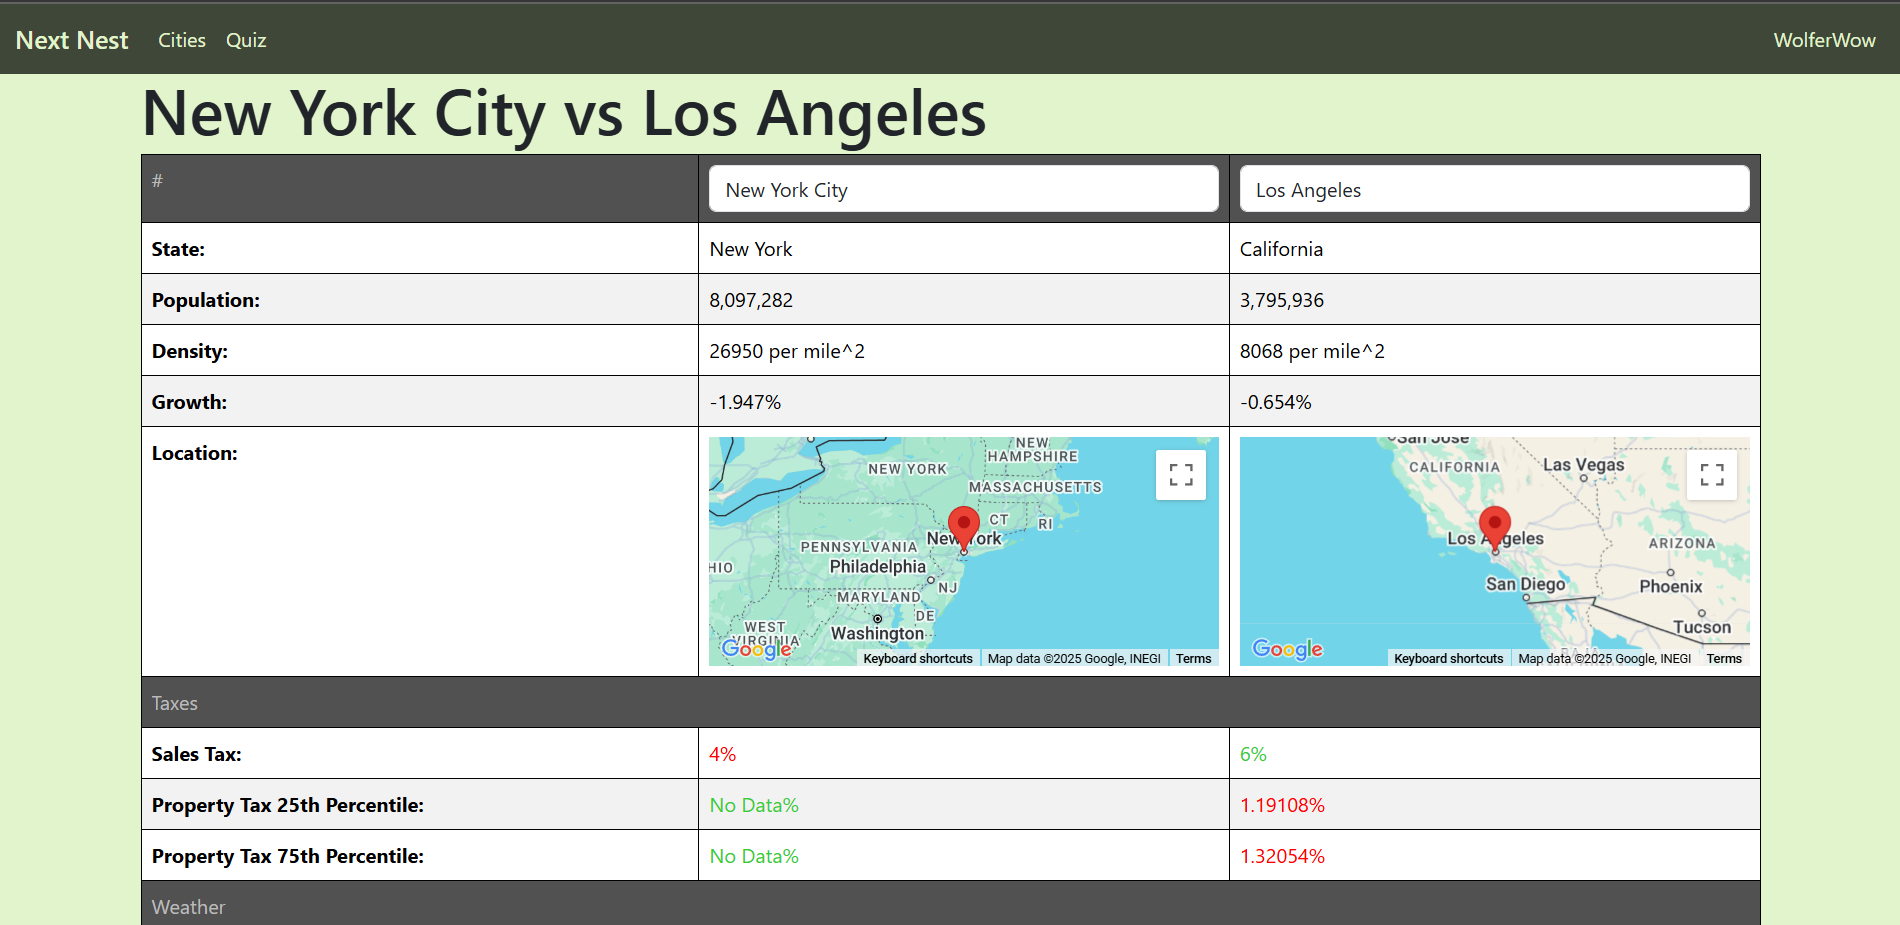 Next Nest Cities Quiz WolferWow
New York City vs Los Angeles
# New York City Los Angeles
State: New York California
Population: 8,097,282 3,795,936
Density: 26950 per mile^2 8068 per mile^2
Growth: -1.947% -0.654%
Location:
NEW
HAMPSHIRE
NEW YORK
MASSACHUSETTS
CT
RI
New York
PENNSYLVANIA
Philadelphia
HIO
NJ
MARYLAND
DE
WEST
VIRGINIA
Washington
Google
Keyboard shortcuts Map data ©2025 Google, INEGI Terms
San Jose
CALIFORNIA
Las Vegas
Los Angeles
ARIZONA
San Diego
Phoenix
Tucson
BAJA
Google
Keyboard shortcuts Map data ©2025 Google, INEGI Terms
Taxes
Sales Tax: 4% 6%
Property Tax 25th Percentile: No Data% 1.19108%
Property Tax 75th Percentile: No Data% 1.32054%
Weather